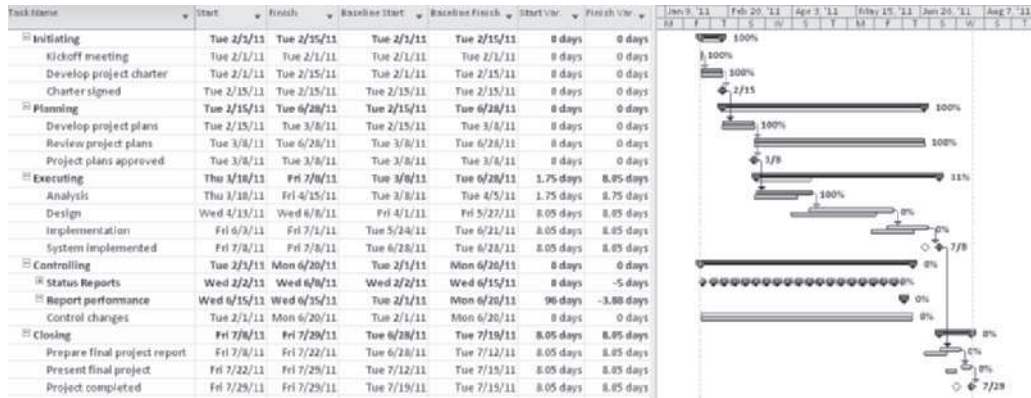 Task Name Start Finish Baseline Start Baseline Finish Start Var. Finish Var. Jan 9, '11 Feb 20, '11 Apr 3, '11 May 15, '11 Jun 26, '11 Aug 7, '11
M F T S W M F T S W S T
Initiating Tue 2/1/11 Tue 2/15/11 Tue 2/1/11 Tue 2/15/11 0 days 0 days 100%
Kickoff meeting Tue 2/1/11 Tue 2/1/11 Tue 2/1/11 Tue 2/1/11 0 days 0 days 100%
Develop project charter Tue 2/1/11 Tue 2/15/11 Tue 2/1/11 Tue 2/15/11 0 days 0 days 100%
Charter signed Tue 2/15/11 Tue 2/15/11 Tue 2/15/11 Tue 2/15/11 0 days 0 days 2/15
Planning Tue 2/15/11 Tue 6/28/11 Tue 2/15/11 Tue 6/28/11 0 days 0 days 100%
Develop project plans Tue 2/15/11 Tue 3/8/11 Tue 2/15/11 Tue 3/8/11 0 days 0 days 100%
Review project plans Tue 3/8/11 Tue 6/28/11 Tue 3/8/11 Tue 6/28/11 0 days 0 days 100%
Project plans approved Tue 3/8/11 Tue 3/8/11 Tue 3/8/11 Tue 3/8/11 0 days 0 days 3/8
Executing Thu 3/10/11 Fri 7/8/11 Tue 3/8/11 Tue 6/28/11 1.75 days 8.05 days 11%
Analysis Thu 3/10/11 Fri 4/15/11 Tue 3/8/11 Tue 4/5/11 1.75 days 8.75 days 100%
Design Wed 4/13/11 Wed 6/8/11 Fri 4/1/11 Fri 5/27/11 8.05 days 8.05 days 0%
Implementation Fri 6/3/11 Fri 7/1/11 Tue 5/24/11 Tue 6/21/11 8.05 days 8.05 days 0%
System implemented Fri 7/8/11 Fri 7/8/11 Tue 6/28/11 Tue 6/28/11 8.05 days 8.05 days 7/8
Controlling Tue 2/1/11 Mon 6/20/11 Tue 2/1/11 Mon 6/20/11 0 days 0 days 0%
Status Reports Wed 2/2/11 Wed 6/8/11 Wed 2/2/11 Wed 6/15/11 0 days -5 days 0%
Report performance Wed 6/15/11 Wed 6/15/11 Tue 2/1/11 Mon 6/20/11 96 days -3.88 days 0%
Control changes Tue 2/1/11 Mon 6/20/11 Tue 2/1/11 Mon 6/20/11 0 days 0 days 0%
Closing Fri 7/8/11 Fri 7/29/11 Tue 6/28/11 Tue 7/19/11 8.05 days 8.05 days 0%
Prepare final project report Fri 7/8/11 Fri 7/22/11 Tue 6/28/11 Tue 7/12/11 8.05 days 8.05 days 0%
Present final project Fri 7/22/11 Fri 7/29/11 Tue 7/12/11 Tue 7/19/11 8.05 days 8.05 days 0%
Project completed Fri 7/29/11 Fri 7/29/11 Tue 7/19/11 Tue 7/19/11 8.05 days 8.05 days 7/29